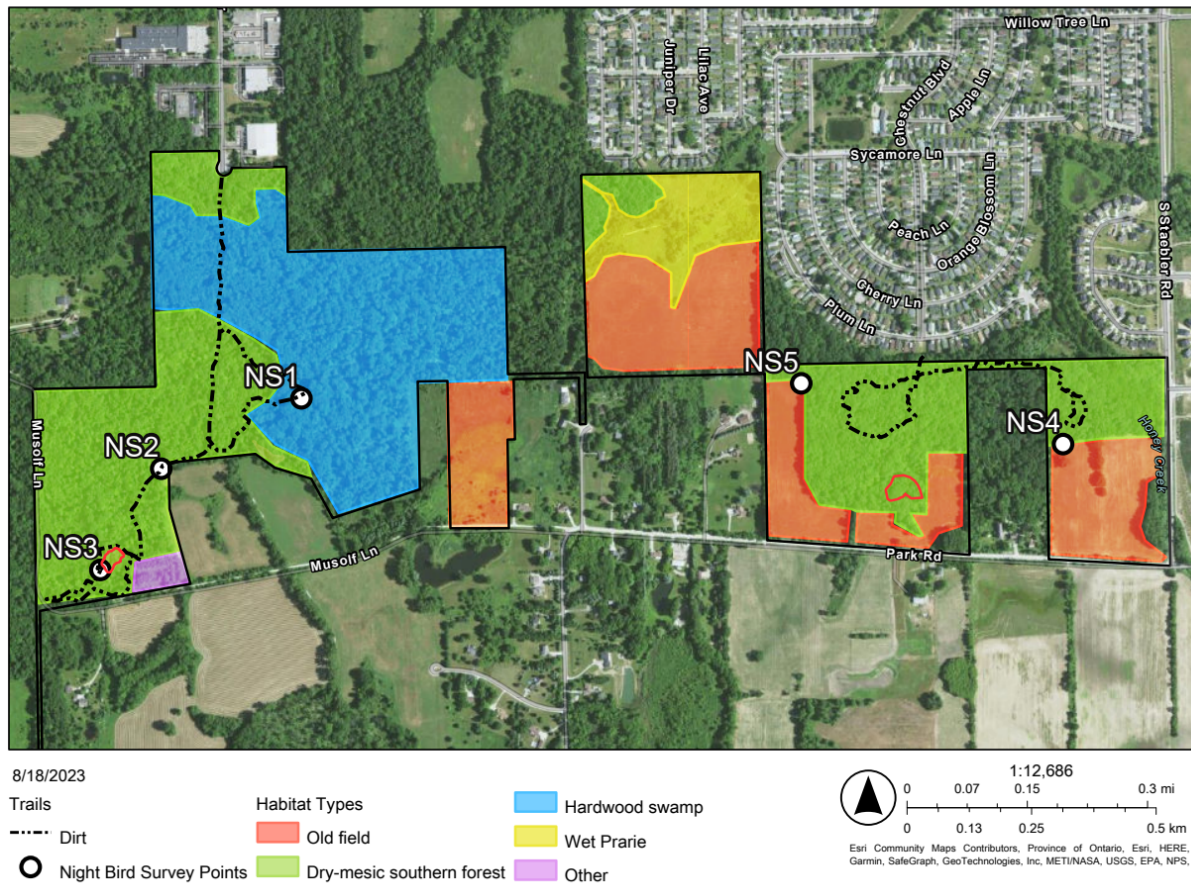 Willow Tree Ln
Juniper Dr
Lilac Ave
Chestnut Blvd
Apple Ln
Sycamore Ln
Orange Blossom Ln
Peach Ln
S Staebler Rd
Cherry Ln
Plum Ln
NS5
NS1
NS4
Honey Creek
NS2
Musolf Ln
NS3
Musolf Ln
Park Rd
8/18/2023
Trails
Dirt
Night Bird Survey Points
Habitat Types
Old field
Dry-mesic southern forest
Hardwood swamp
Wet Prarie
Other
1:12,686
0 0.07 0.15 0.3 mi
0 0.13 0.25 0.5 km
Esri Community Maps Contributors, Province of Ontario, Esri, HERE,
Garmin, SafeGraph, GeoTechnologies, Inc, METI/NASA, USGS, EPA, NPS,